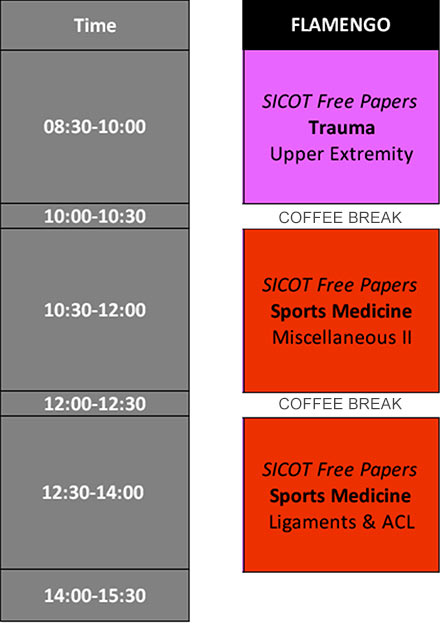 Time
FLAMENGO
08:30-10:00
SICOT Free Papers
Trauma
Upper Extremity
10:00-10:30
COFFEE BREAK
10:30-12:00
SICOT Free Papers
Sports Medicine
Miscellaneous II
12:00-12:30
COFFEE BREAK
12:30-14:00
SICOT Free Papers
Sports Medicine
Ligaments & ACL
14:00-15:30